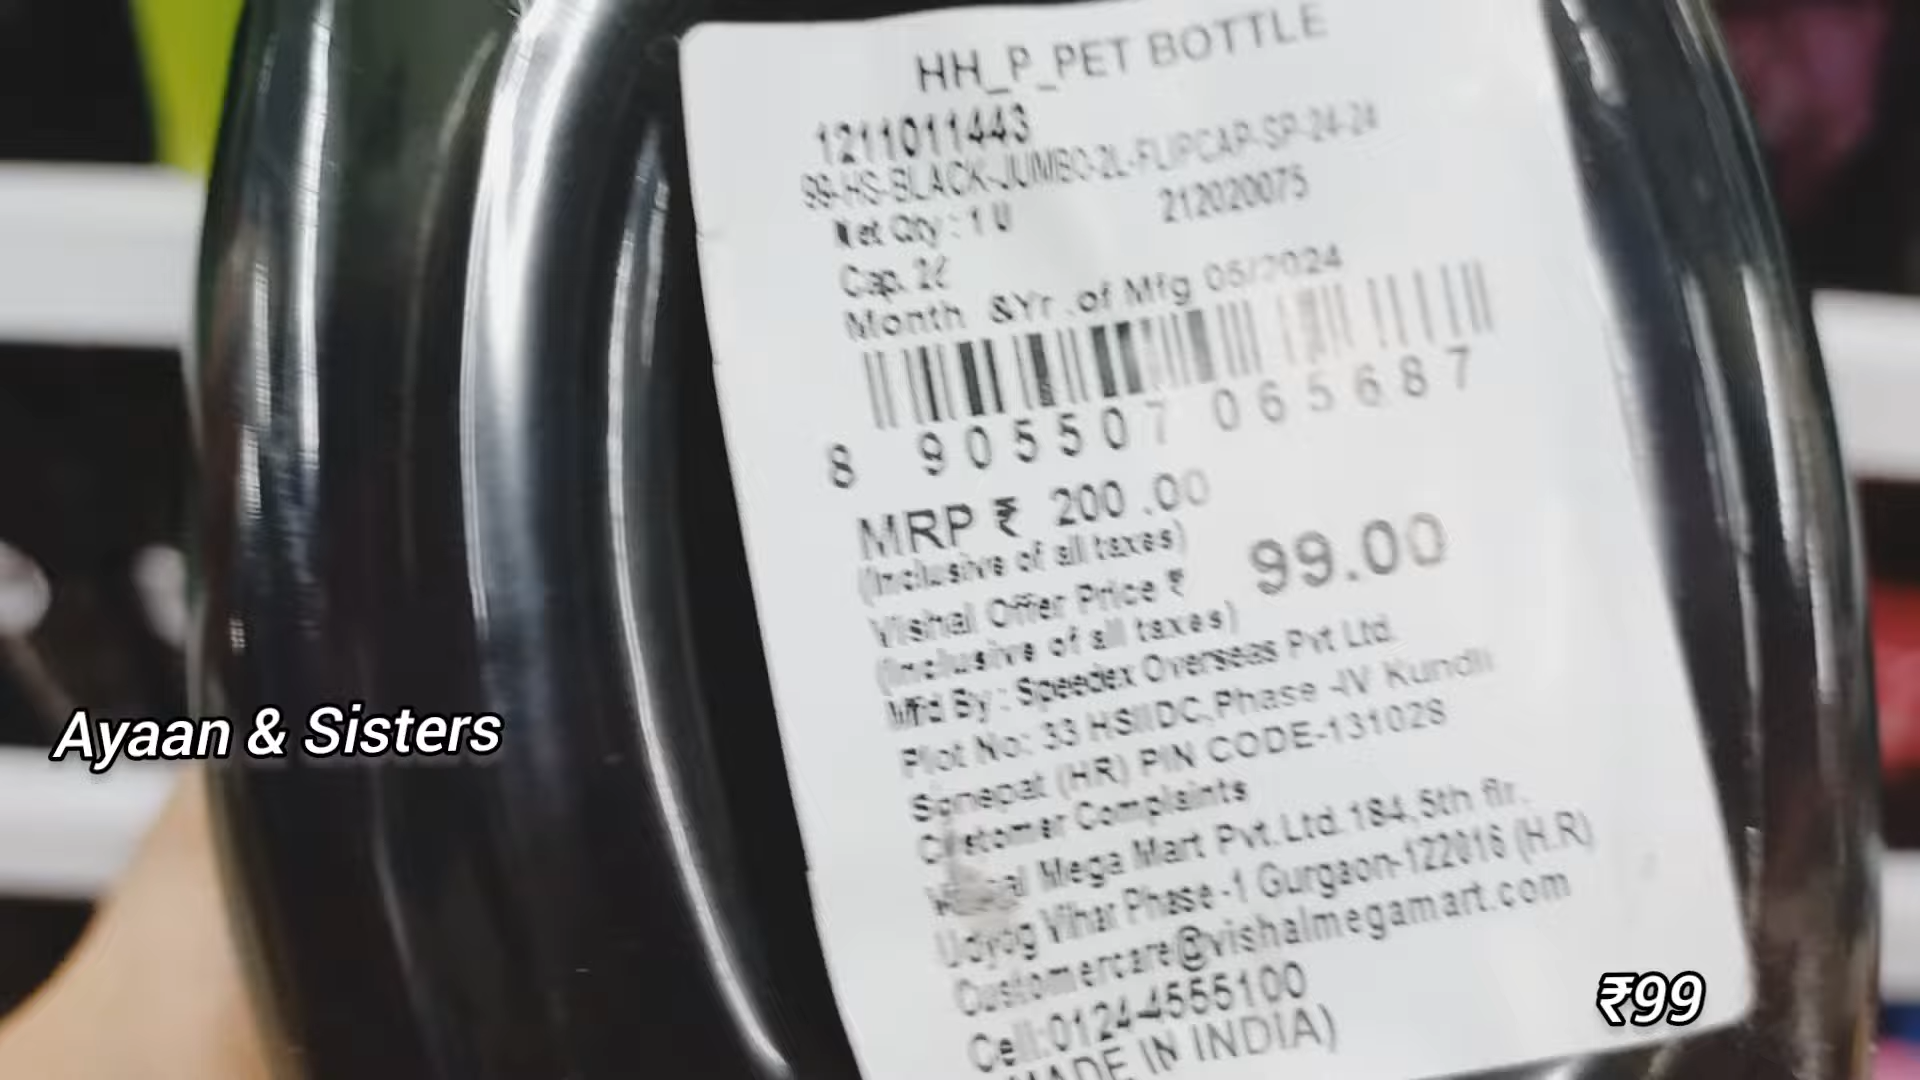 HH_P_PET BOTTLE
1211011443
99-HS-BLACK-JUMBO-2L-FLIPCAP-SP-24-24
Net Qty : 1 U 212020075
Cap. 2ℓ
Month &Yr .of Mfg 05/2024
8 905507 065687
MRP ₹ 200.00
(Inclusive of all taxes)
Vishal Offer Price ₹ 99.00
(Inclusive of all taxes)
Mfd By : Speedex Overseas Pvt Ltd.
Plot No: 33 HSIIDC,Phase -IV Kundli
Sonepat (HR) PIN CODE-131028
Customer Complaints
Vishal Mega Mart Pvt.Ltd. 184,5th flr,
Udyog Vihar Phase -1 Gurgaon-122016 (H.R)
Customercare@vishalmegamart.com
Cell:0124-4555100
MADE IN INDIA)
Ayaan & Sisters
₹99